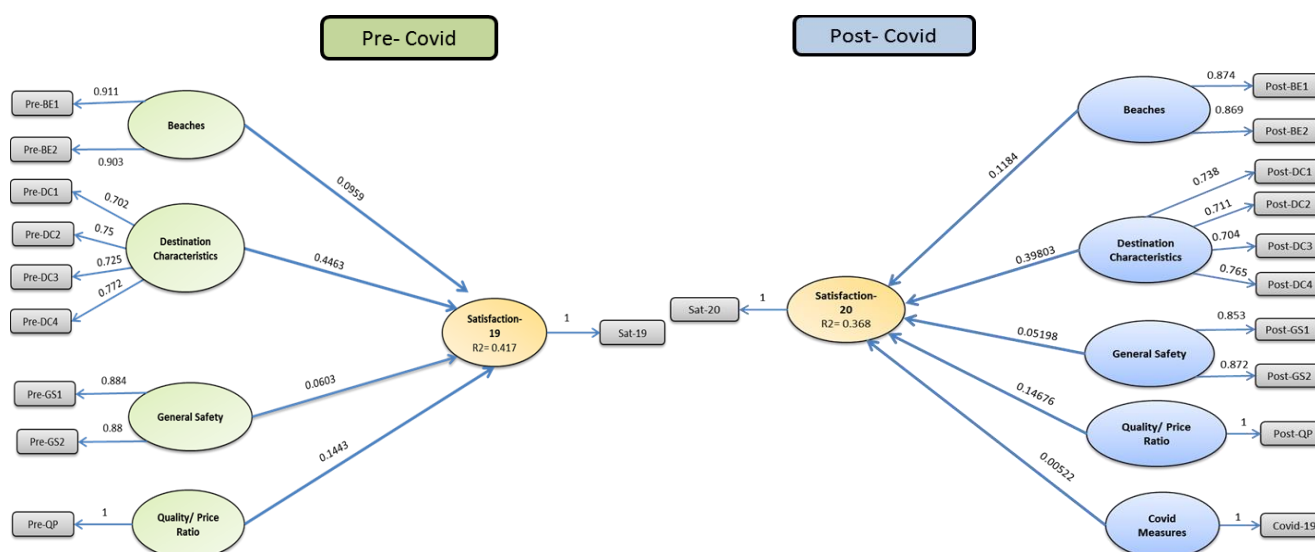 Pre- Covid
Pre-BE1
0.911
Beaches
Pre-BE2
0.903
0.0959
Pre-DC1
0.702
Pre-DC2
0.75
Destination
Characteristics
Pre-DC3
0.725
0.4463
Pre-DC4
0.772
Satisfaction-
19
R2= 0.417
1
Sat-19
Pre-GS1
0.884
General Safety
0.0603
Pre-GS2
0.88
0.1443
Pre-QP
1
Quality/ Price
Ratio
Post- Covid
0.874
Post-BE1
Beaches
0.869
Post-BE2
0.1184
0.738
Post-DC1
0.711
Post-DC2
Destination
Characteristics
0.704
Post-DC3
0.39803
0.765
Post-DC4
Sat-20
1
Satisfaction-
20
R2= 0.368
0.853
Post-GS1
0.05198
General Safety
0.872
Post-GS2
0.14676
Quality/ Price
Ratio
1
Post-QP
0.00522
Covid
Measures
1
Covid-19